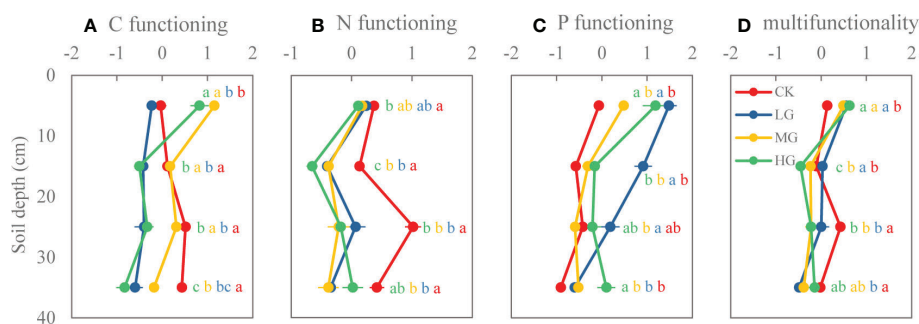 A C functioning
B N functioning
C P functioning
D multifunctionality
-2 -1 0 1 2
-1 0 1 2
-2 -1 0 1 2
-2 -1 0 1 2
0
10
20
30
40
Soil depth (cm)
a a b b
b a b a
b a b a
c b bc a
b ab ab a
c b b a
b b b a
ab b b a
a b a b
b b a b
ab b a ab
a b b b
CK
LG
MG
HG
a a a b
c b a b
b b b a
ab ab b a